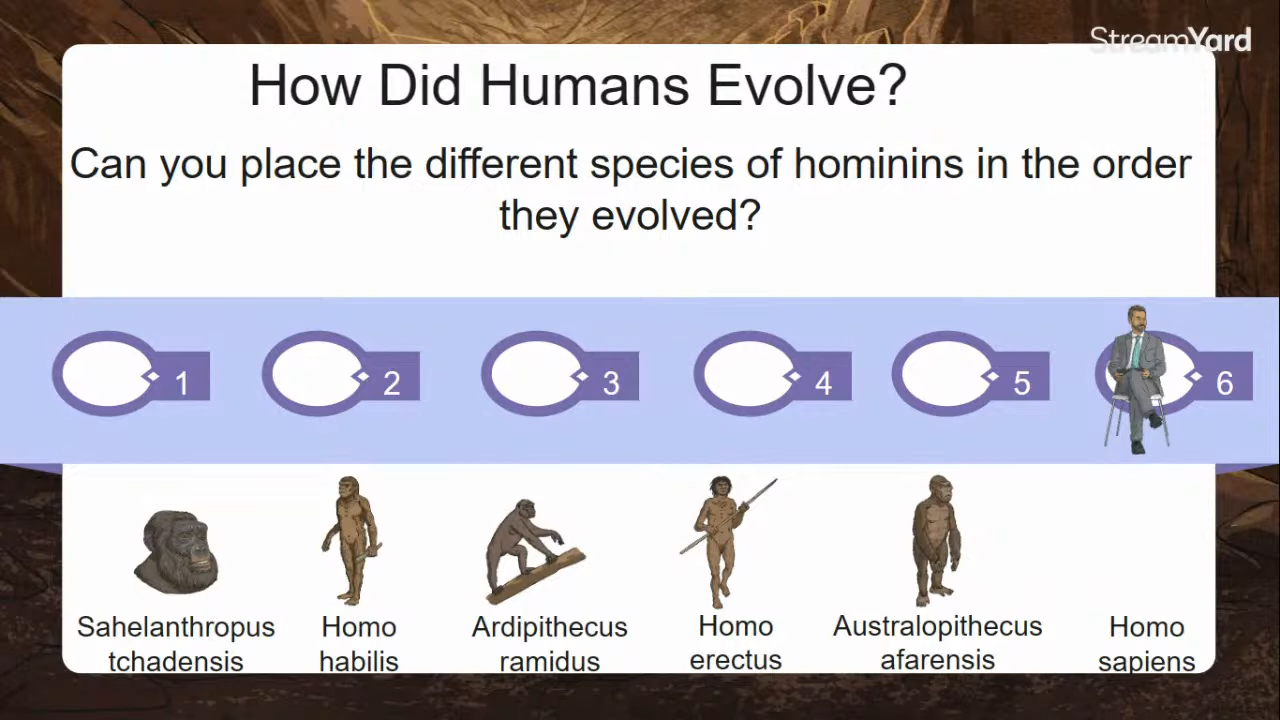 StreamYard
How Did Humans Evolve?
Can you place the different species of hominins in the order
they evolved?
1 2 3 4 5 6
Sahelanthropus
tchadensis
Homo
habilis
Ardipithecus
ramidus
Homo
erectus
Australopithecus
afarensis
Homo
sapiens